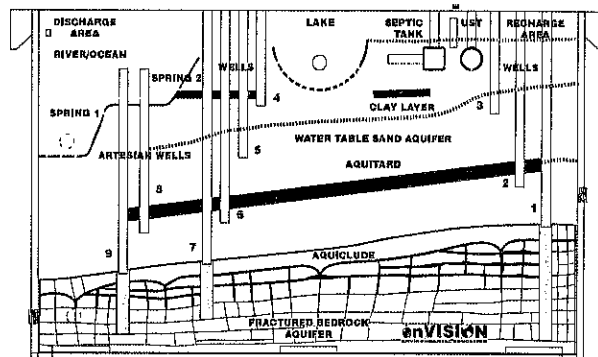 DISCHARGE
AREA
RIVER/OCEAN
LAKE
SEPTIC
TANK
UST
RECHARGE
AREA
SPRING 2
WELLS
WELLS
4
CLAY LAYER
3
SPRING 1
WATER TABLE SAND AQUIFER
ARTESIAN WELLS
5
AQUITARD
8
2
6
1
9
7
AQUICLUDE
FRACTURED BEDROCK
AQUIFER
enVISION